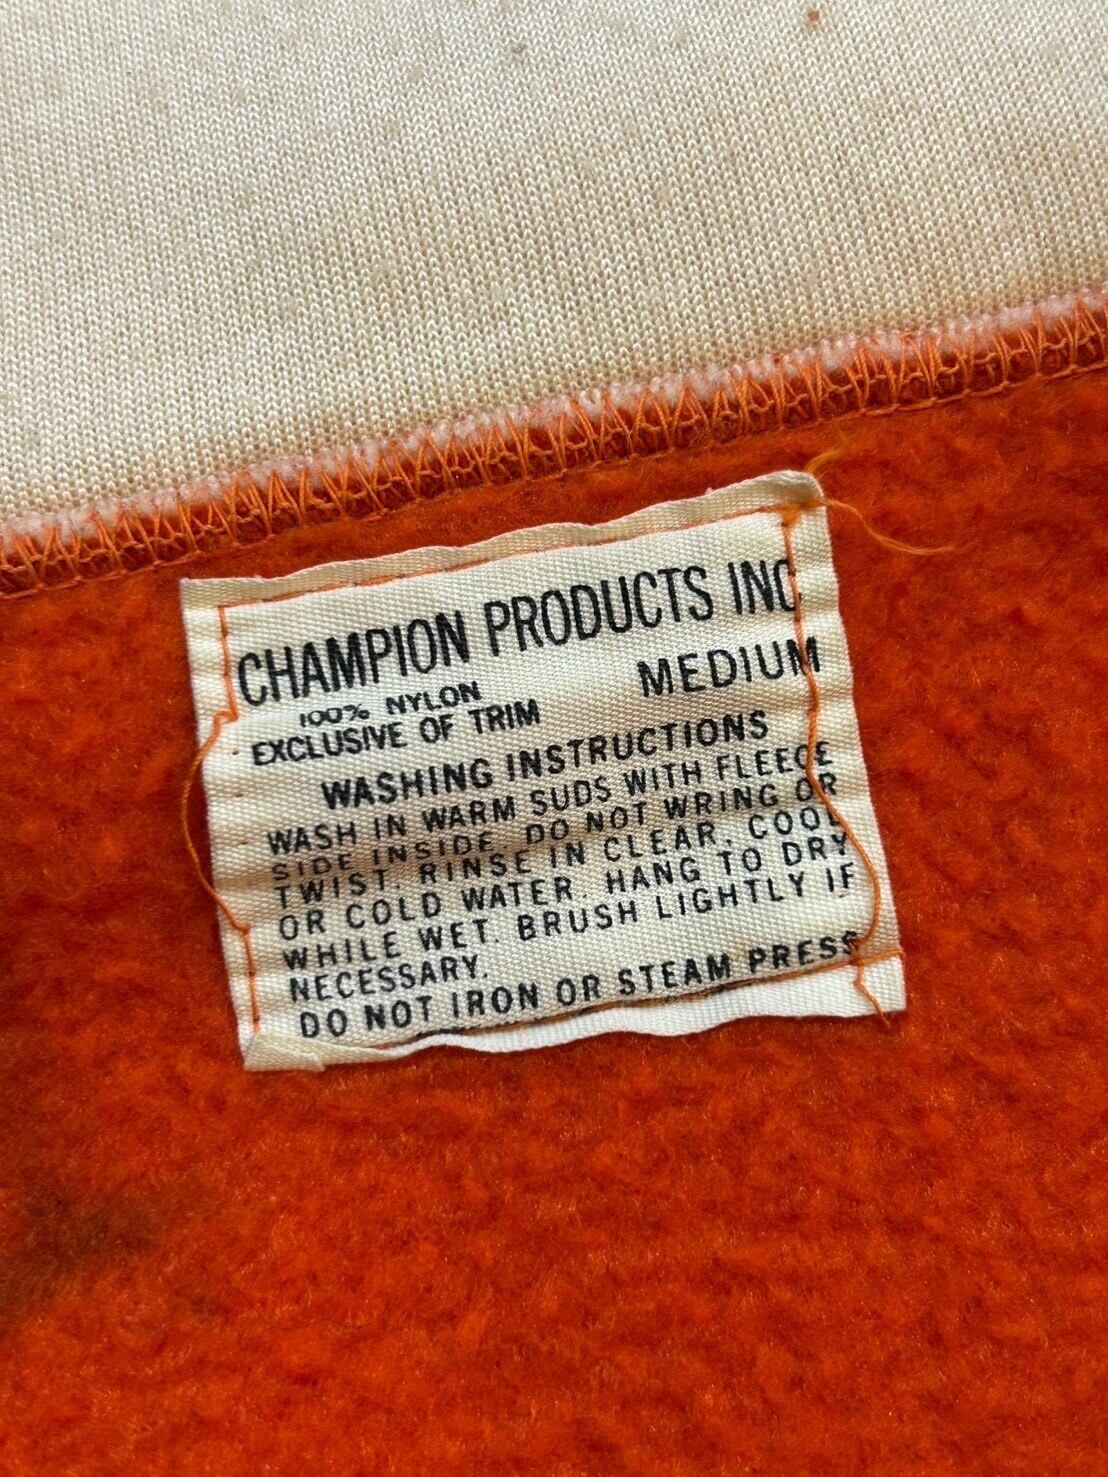 CHAMPION PRODUCTS INC
MEDIUM
100% NYLON
EXCLUSIVE OF TRIM
WASHING INSTRUCTIONS
WASH IN WARM SUDS WITH FLEECE
SIDE INSIDE. DO NOT WRING OR
TWIST. RINSE IN CLEAR, COOL
OR COLD WATER. HANG TO DRY
WHILE WET. BRUSH LIGHTLY IF
NECESSARY.
DO NOT IRON OR STEAM PRESS